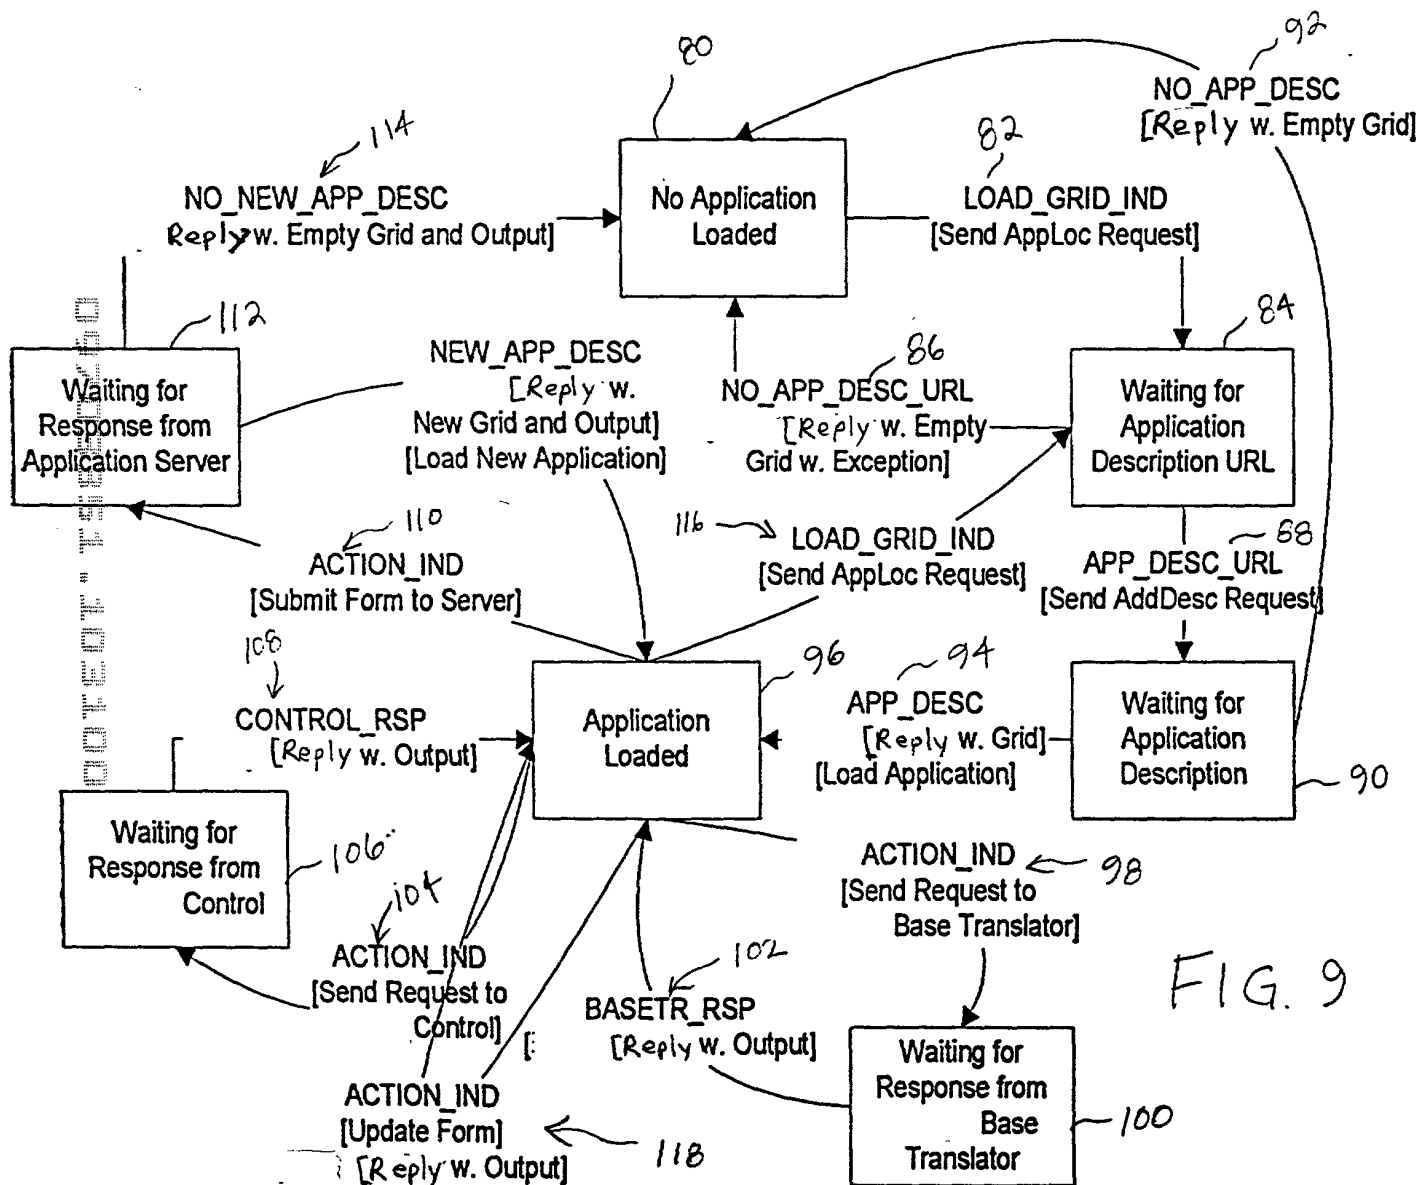 92
NO_APP_DESC
[Reply w. Empty Grid]
80
114
NO_NEW_APP_DESC
Reply w. Empty Grid and Output]
No Application
Loaded
82
LOAD_GRID_IND
[Send AppLoc Request]
112
Waiting for
Response from
Application Server
NEW_APP_DESC
[Reply w.
New Grid and Output]
[Load New Application]
86
NO_APP_DESC_URL
[Reply w. Empty
Grid w. Exception]
84
Waiting for
Application
Description URL
110
ACTION_IND
[Submit Form to Server]
116
LOAD_GRID_IND
[Send AppLoc Request]
88
APP_DESC_URL
[Send AddDesc Request]
108
CONTROL_RSP
[Reply w. Output]
96
Application
Loaded
94
APP_DESC
[Reply w. Grid]
[Load Application]
Waiting for
Application
Description
90
Waiting for
Response from
Control
106
104
ACTION_IND
[Send Request to
Control]
ACTION_IND
[Send Request to
Base Translator]
98
102
BASETR_RSP
[Reply w. Output]
[
FIG. 9
Waiting for
Response from
Base
Translator
100
ACTION_IND
[Update Form]
[Reply w. Output]
118